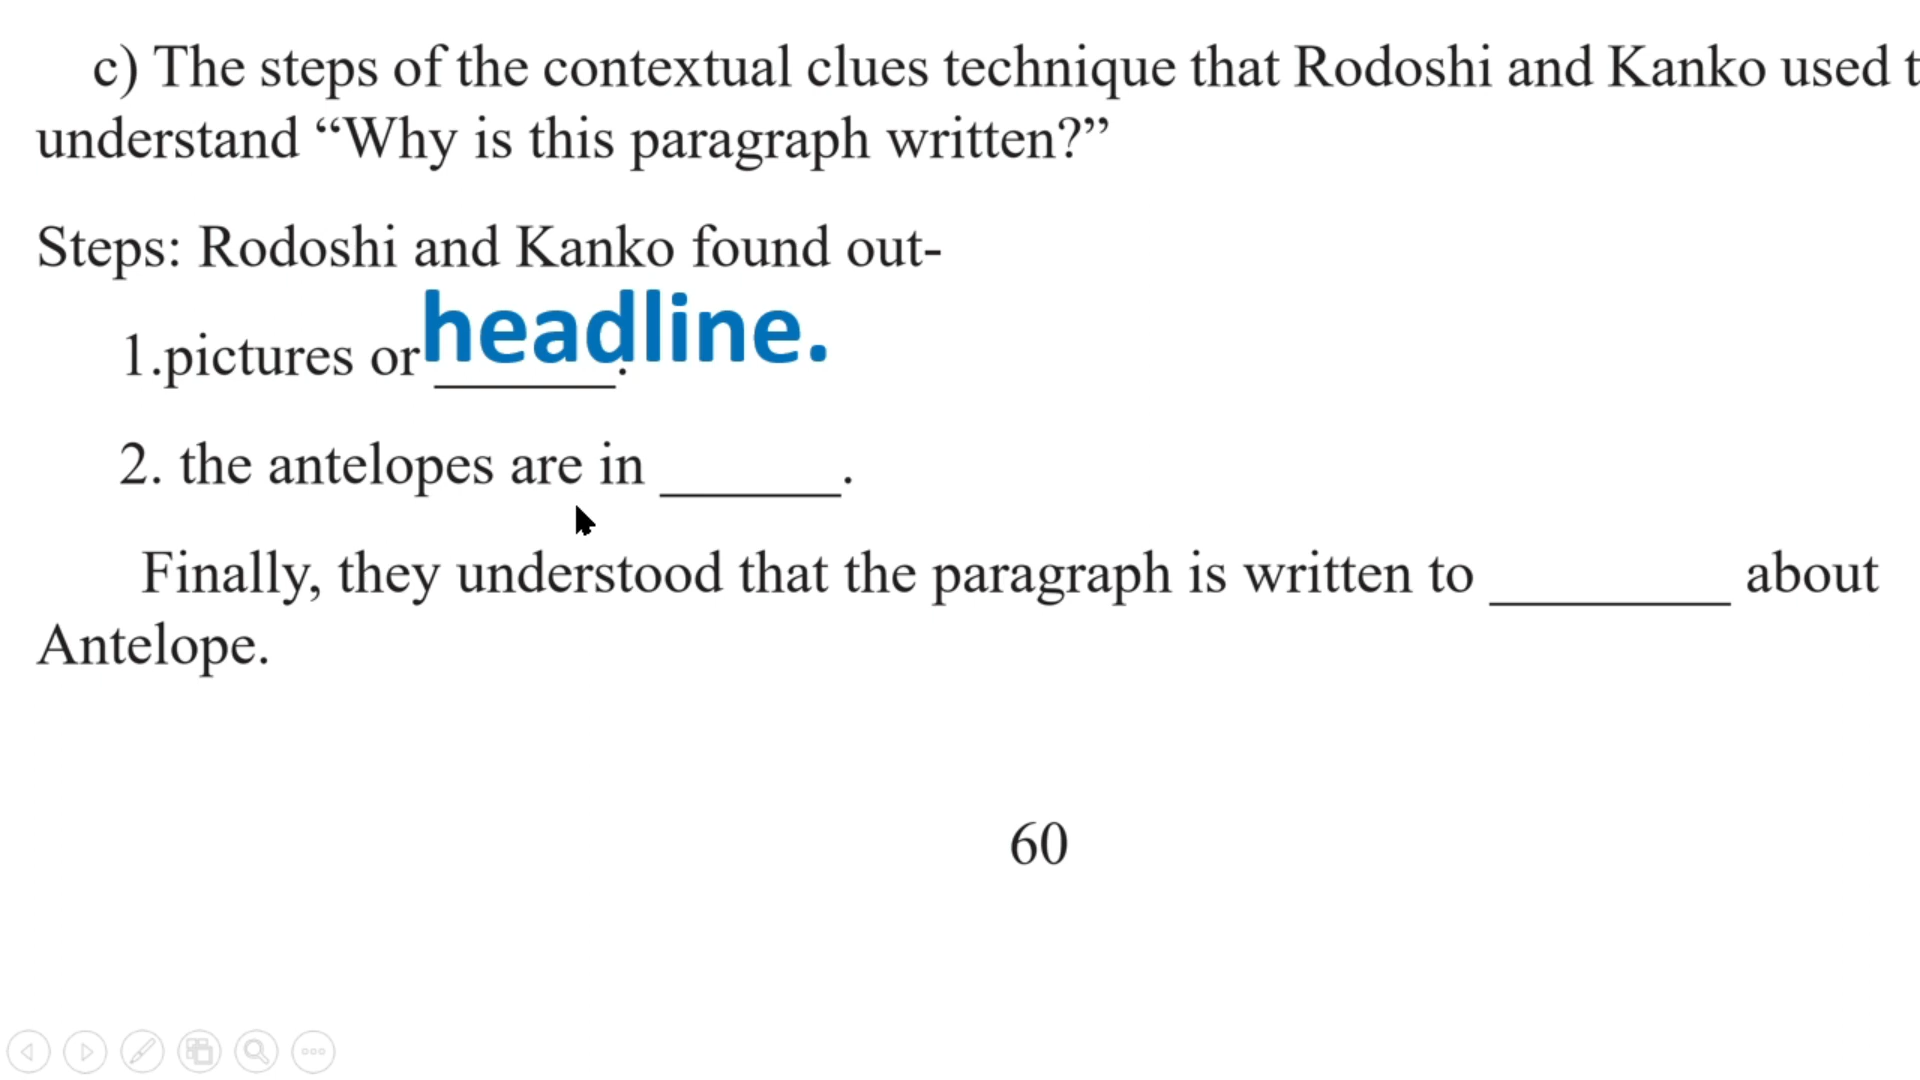 c) The steps of the contextual clues technique that Rodoshi and Kanko used t
understand “Why is this paragraph written?”
Steps: Rodoshi and Kanko found out-
1.pictures or headline. ______.
2. the antelopes are in ______.
Finally, they understood that the paragraph is written to ________ about
Antelope.
60